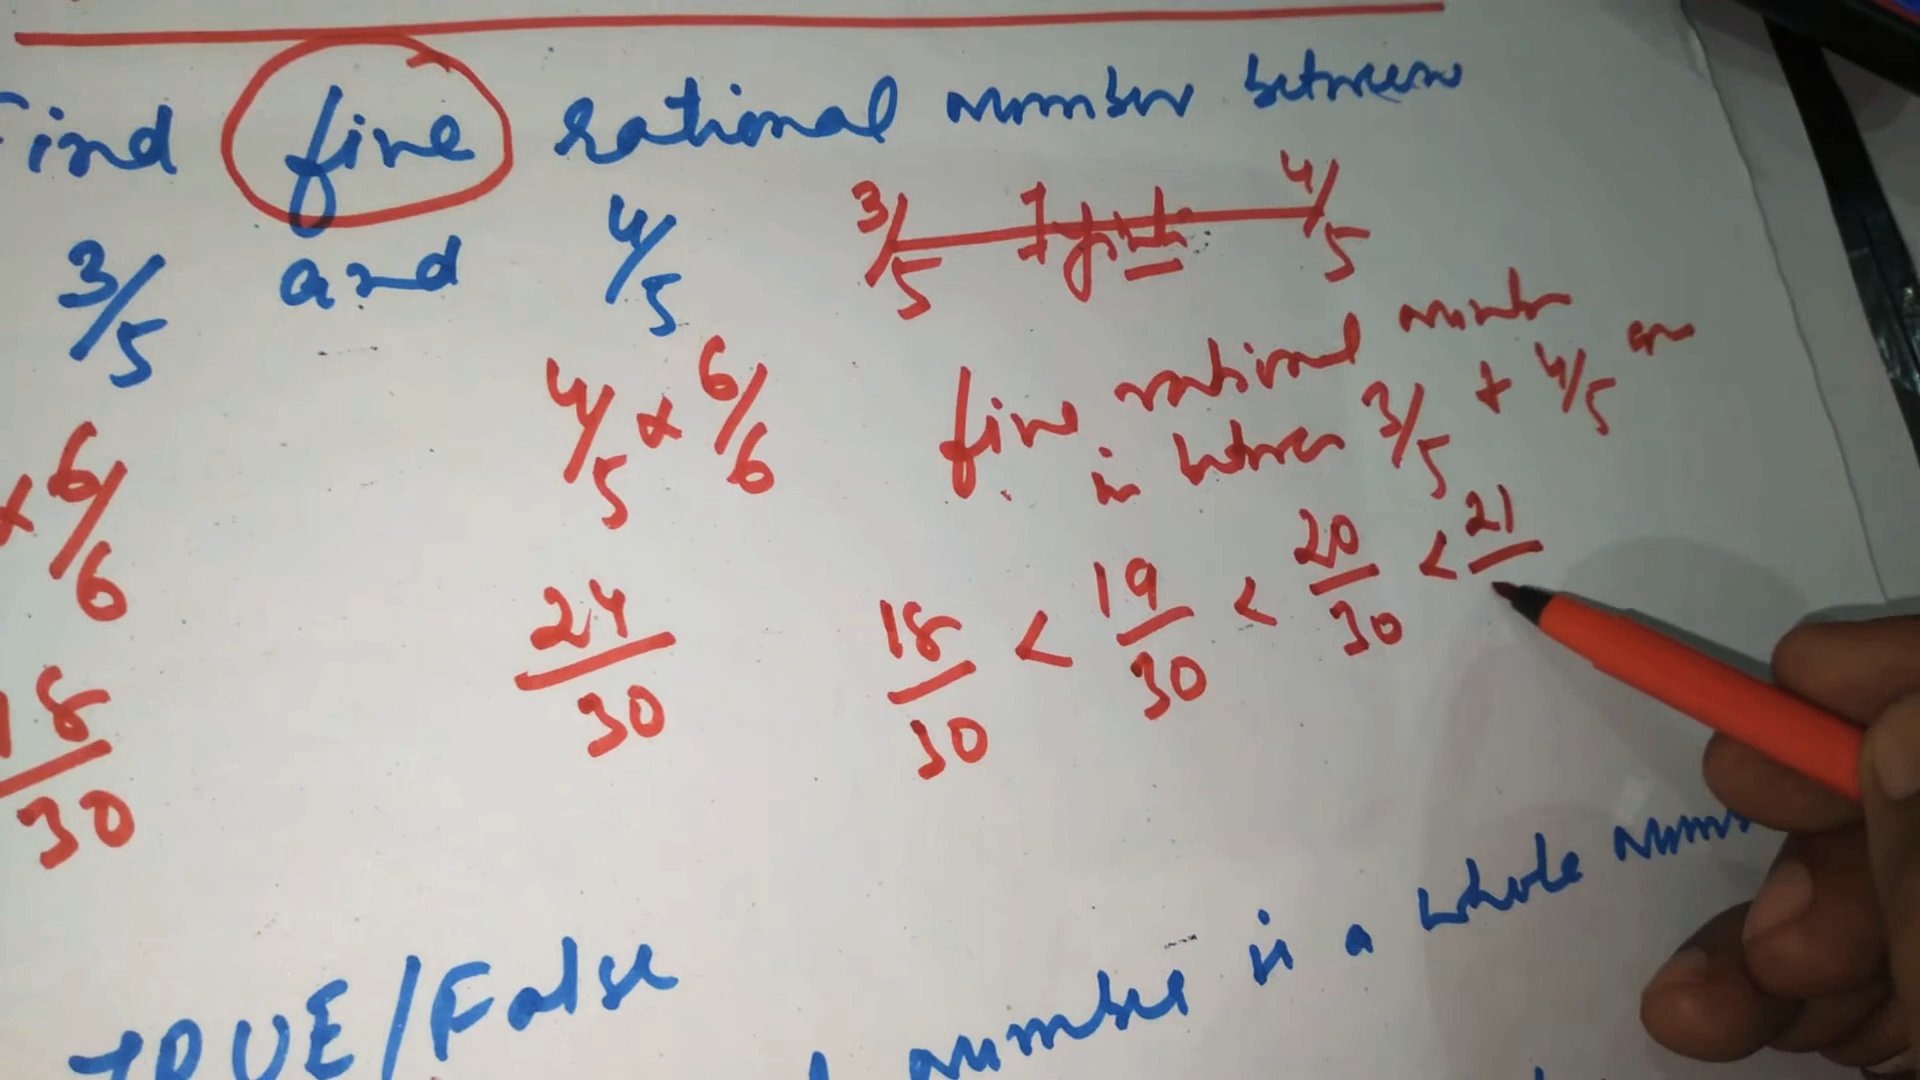 Find five rational number between
3/5 and 4/5
3/5 4/5
× 6/6
4/5 × 6/6
five rational number
in between 3/5 + 4/5 are
18/30
24/30
18/30 < 19/30 < 20/30 < 21
TRUE/False
number is a whole